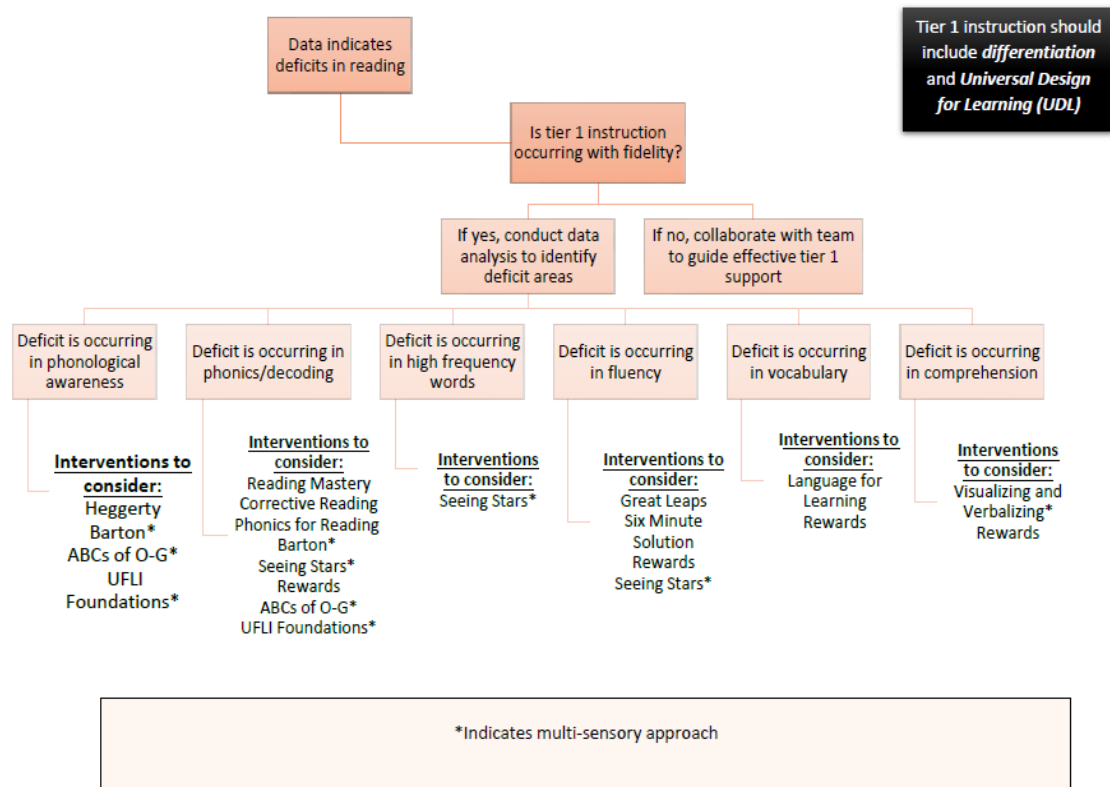 Data indicates
deficits in reading
Tier 1 instruction should
include differentiation
and Universal Design
for Learning (UDL)
Is tier 1 instruction
occurring with fidelity?
If yes, conduct data
analysis to identify
deficit areas
If no, collaborate with team
to guide effective tier 1
support
Deficit is occurring
in phonological
awareness
Deficit is occurring in
phonics/decoding
Deficit is occurring
in high frequency
words
Deficit is occurring
in fluency
Deficit is occurring
in vocabulary
Deficit is occurring
in comprehension
Interventions to
consider:
Heggerty
Barton*
ABCs of O-G*
UFLI
Foundations*
Interventions to
consider:
Reading Mastery
Corrective Reading
Phonics for Reading
Barton*
Seeing Stars*
Rewards
ABCs of O-G*
UFLI Foundations*
Interventions
to consider:
Seeing Stars*
Interventions to
consider:
Great Leaps
Six Minute
Solution
Rewards
Seeing Stars*
Interventions to
consider:
Language for
Learning
Rewards
Interventions
to consider:
Visualizing and
Verbalizing*
Rewards
*Indicates multi-sensory approach